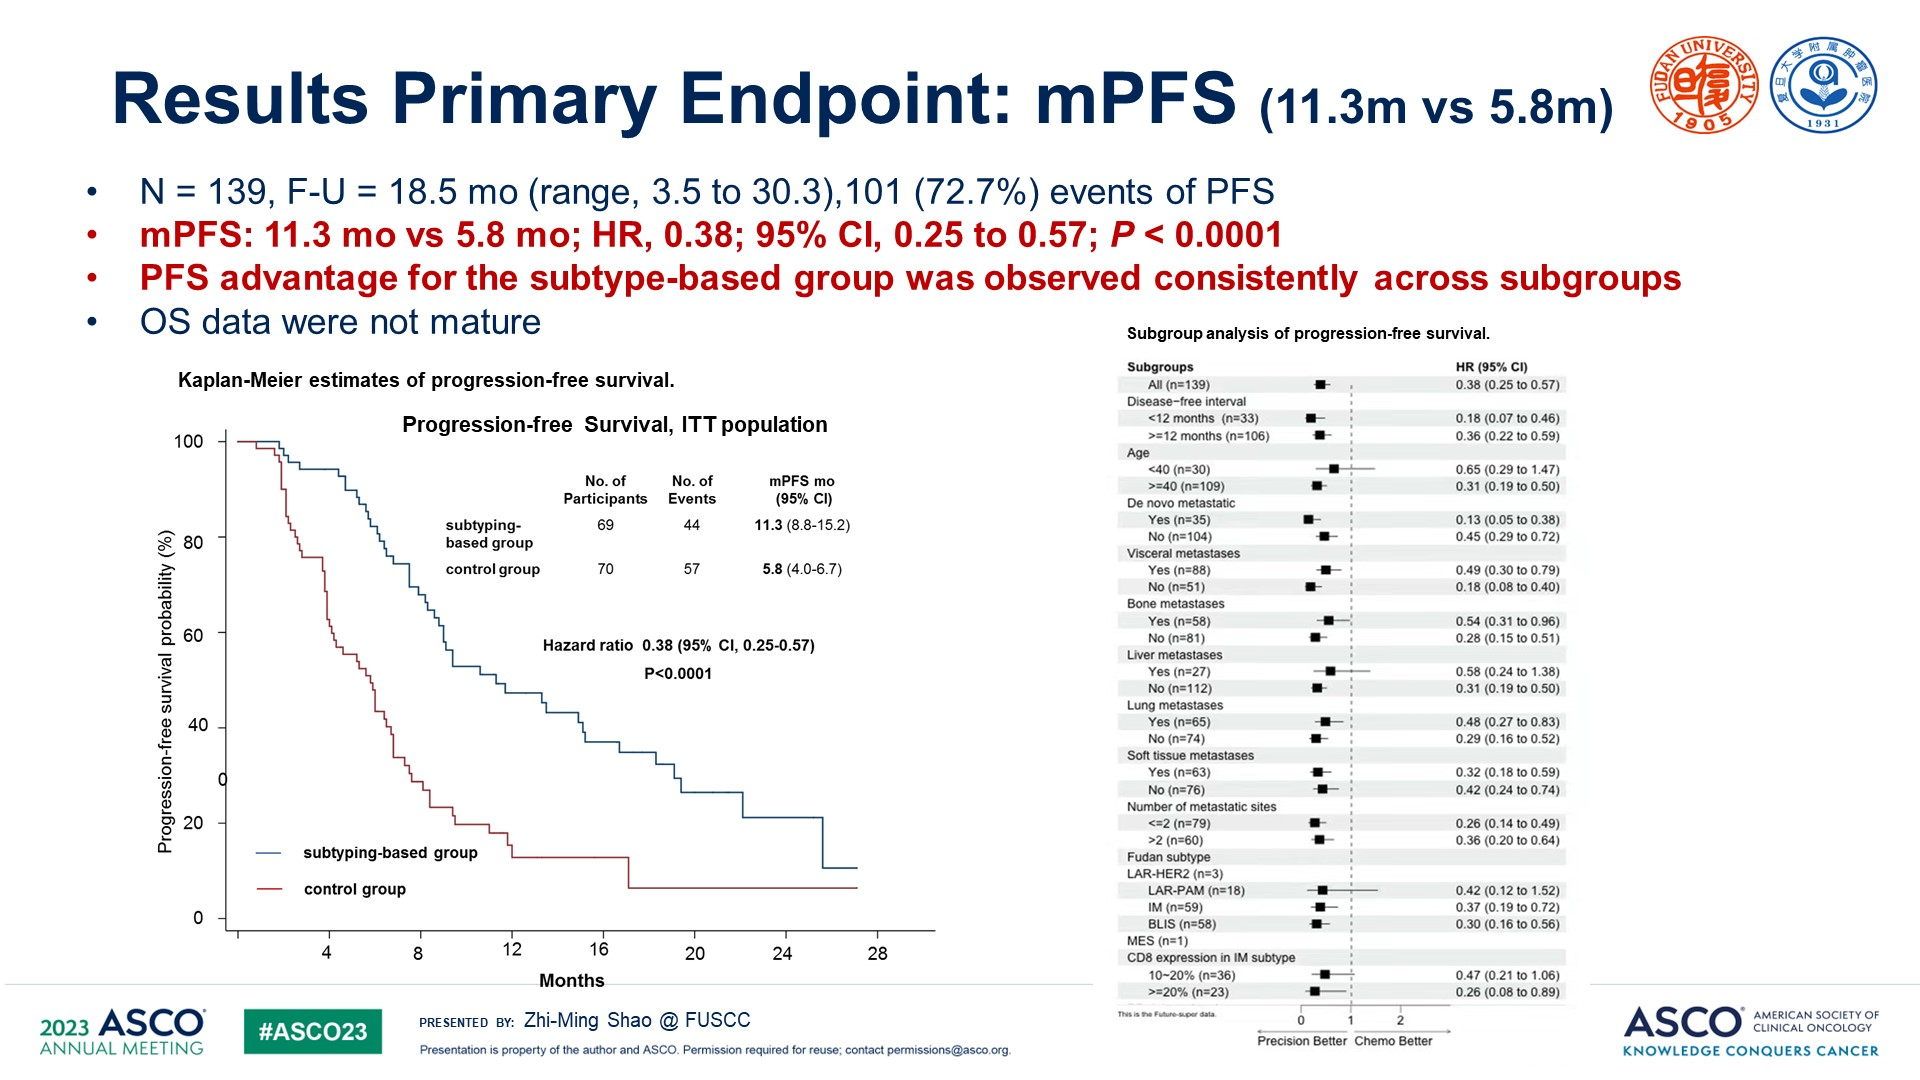 Results Primary Endpoint: mPFS (11.3m vs 5.8m)
FUDAN UNIVERSITY
1905
復旦大学附属肿瘤医院
1931
• N = 139, F-U = 18.5 mo (range, 3.5 to 30.3),101 (72.7%) events of PFS
• mPFS: 11.3 mo vs 5.8 mo; HR, 0.38; 95% CI, 0.25 to 0.57; P < 0.0001
• PFS advantage for the subtype-based group was observed consistently across subgroups
• OS data were not mature
Kaplan-Meier estimates of progression-free survival.
Progression-free Survival, ITT population
No. of Participants No. of Events mPFS mo (95% CI)
subtyping-based group 69 44 11.3 (8.8-15.2)
control group 70 57 5.8 (4.0-6.7)
Hazard ratio 0.38 (95% CI, 0.25-0.57)
P<0.0001
Progression-free survival probability (%)
100
80
60
40
0
20
0
subtyping-based group
control group
4 8 12 16 20 24 28
Months
Subgroup analysis of progression-free survival.
Subgroups HR (95% CI)
All (n=139) 0.38 (0.25 to 0.57)
Disease−free interval
<12 months (n=33) 0.18 (0.07 to 0.46)
>=12 months (n=106) 0.36 (0.22 to 0.59)
Age
<40 (n=30) 0.65 (0.29 to 1.47)
>=40 (n=109) 0.31 (0.19 to 0.50)
De novo metastatic
Yes (n=35) 0.13 (0.05 to 0.38)
No (n=104) 0.45 (0.29 to 0.72)
Visceral metastases
Yes (n=88) 0.49 (0.30 to 0.79)
No (n=51) 0.18 (0.08 to 0.40)
Bone metastases
Yes (n=58) 0.54 (0.31 to 0.96)
No (n=81) 0.28 (0.15 to 0.51)
Liver metastases
Yes (n=27) 0.58 (0.24 to 1.38)
No (n=112) 0.31 (0.19 to 0.50)
Lung metastases
Yes (n=65) 0.48 (0.27 to 0.83)
No (n=74) 0.29 (0.16 to 0.52)
Soft tissue metastases
Yes (n=63) 0.32 (0.18 to 0.59)
No (n=76) 0.42 (0.24 to 0.74)
Number of metastatic sites
<=2 (n=79) 0.26 (0.14 to 0.49)
>2 (n=60) 0.36 (0.20 to 0.64)
Fudan subtype
LAR-HER2 (n=3)
LAR-PAM (n=18) 0.42 (0.12 to 1.52)
IM (n=59) 0.37 (0.19 to 0.72)
BLIS (n=58) 0.30 (0.16 to 0.56)
MES (n=1)
CD8 expression in IM subtype
10~20% (n=36) 0.47 (0.21 to 1.06)
>=20% (n=23) 0.26 (0.08 to 0.89)
This is the Future-super data.
0 1 2
Precision Better Chemo Better
2023 ASCO
ANNUAL MEETING
#ASCO23
PRESENTED BY: Zhi-Ming Shao @ FUSCC
Presentation is property of the author and ASCO. Permission required for reuse; contact permissions@asco.org.
ASCO AMERICAN SOCIETY OF CLINICAL ONCOLOGY
KNOWLEDGE CONQUERS CANCER